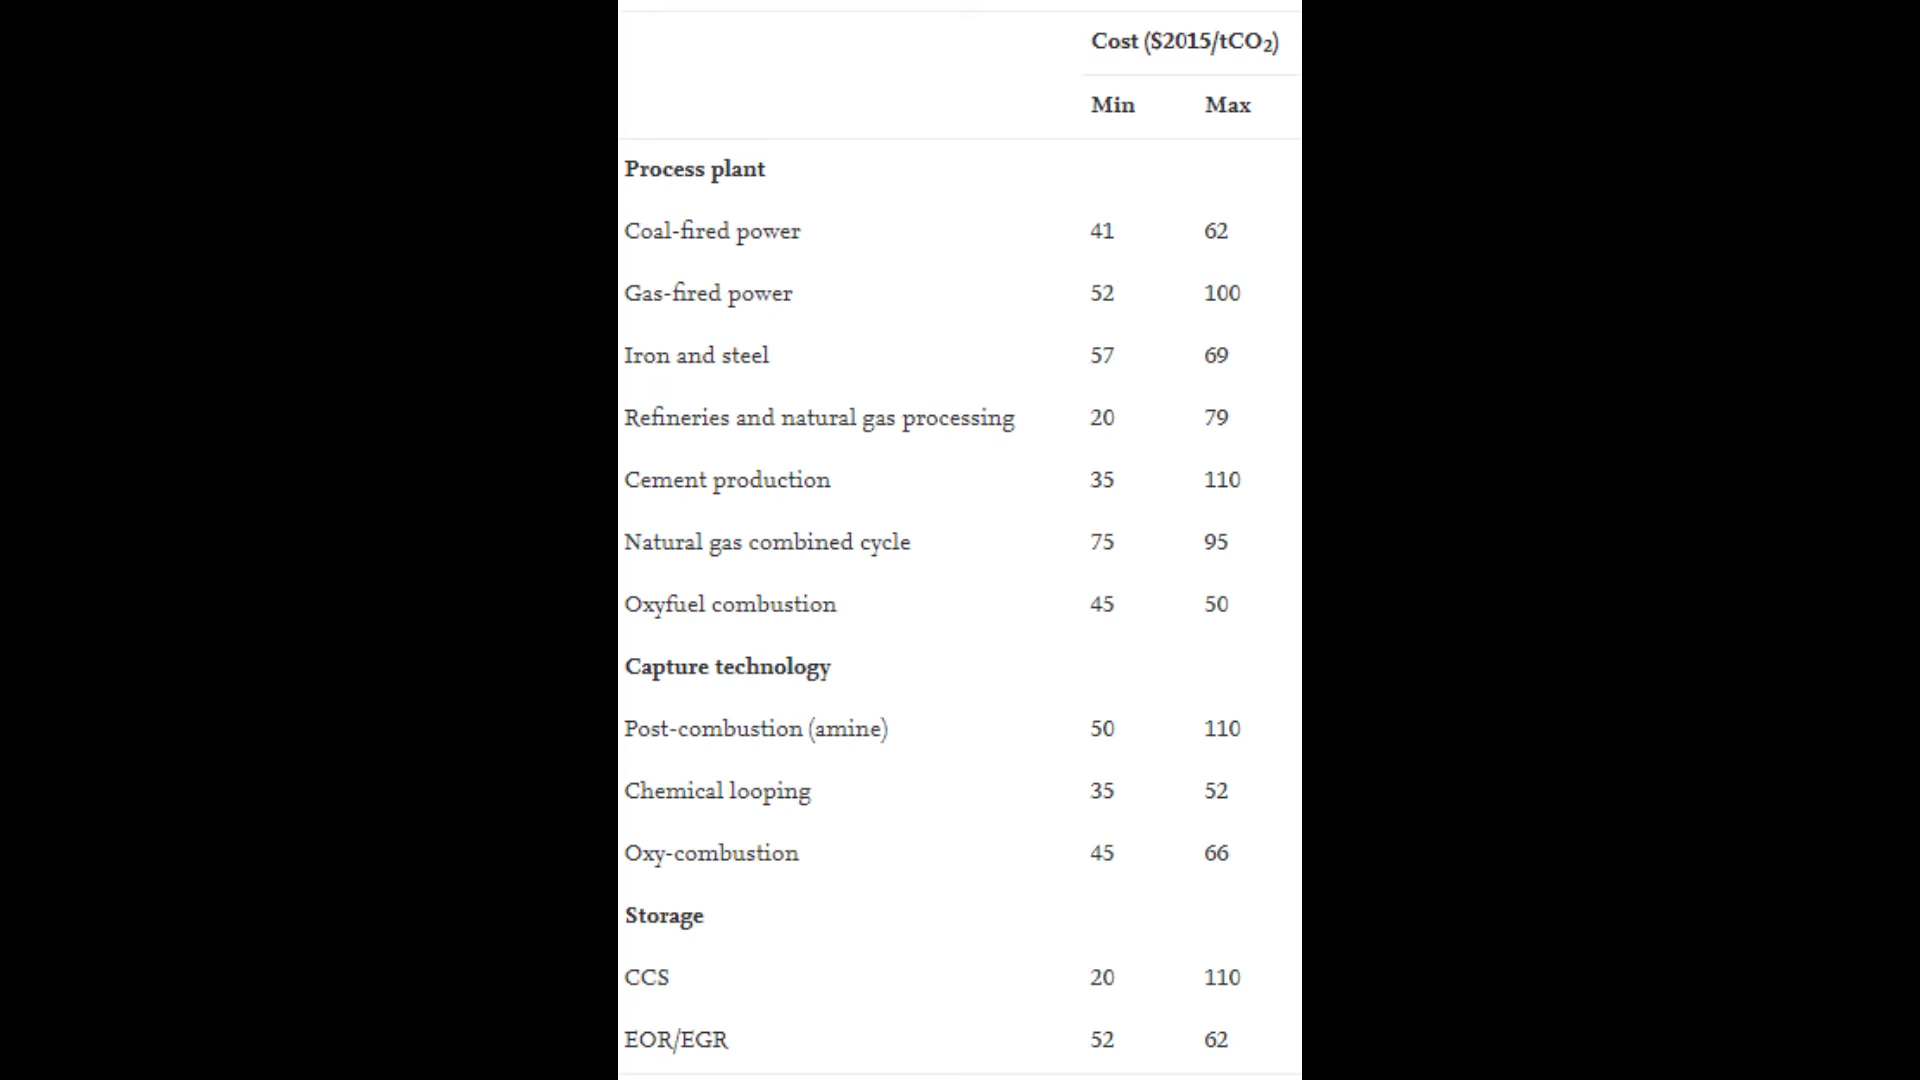 Cost ($2015/tCO₂)
Min Max
Process plant
Coal-fired power 41 62
Gas-fired power 52 100
Iron and steel 57 69
Refineries and natural gas processing 20 79
Cement production 35 110
Natural gas combined cycle 75 95
Oxyfuel combustion 45 50
Capture technology
Post-combustion (amine) 50 110
Chemical looping 35 52
Oxy-combustion 45 66
Storage
CCS 20 110
EOR/EGR 52 62